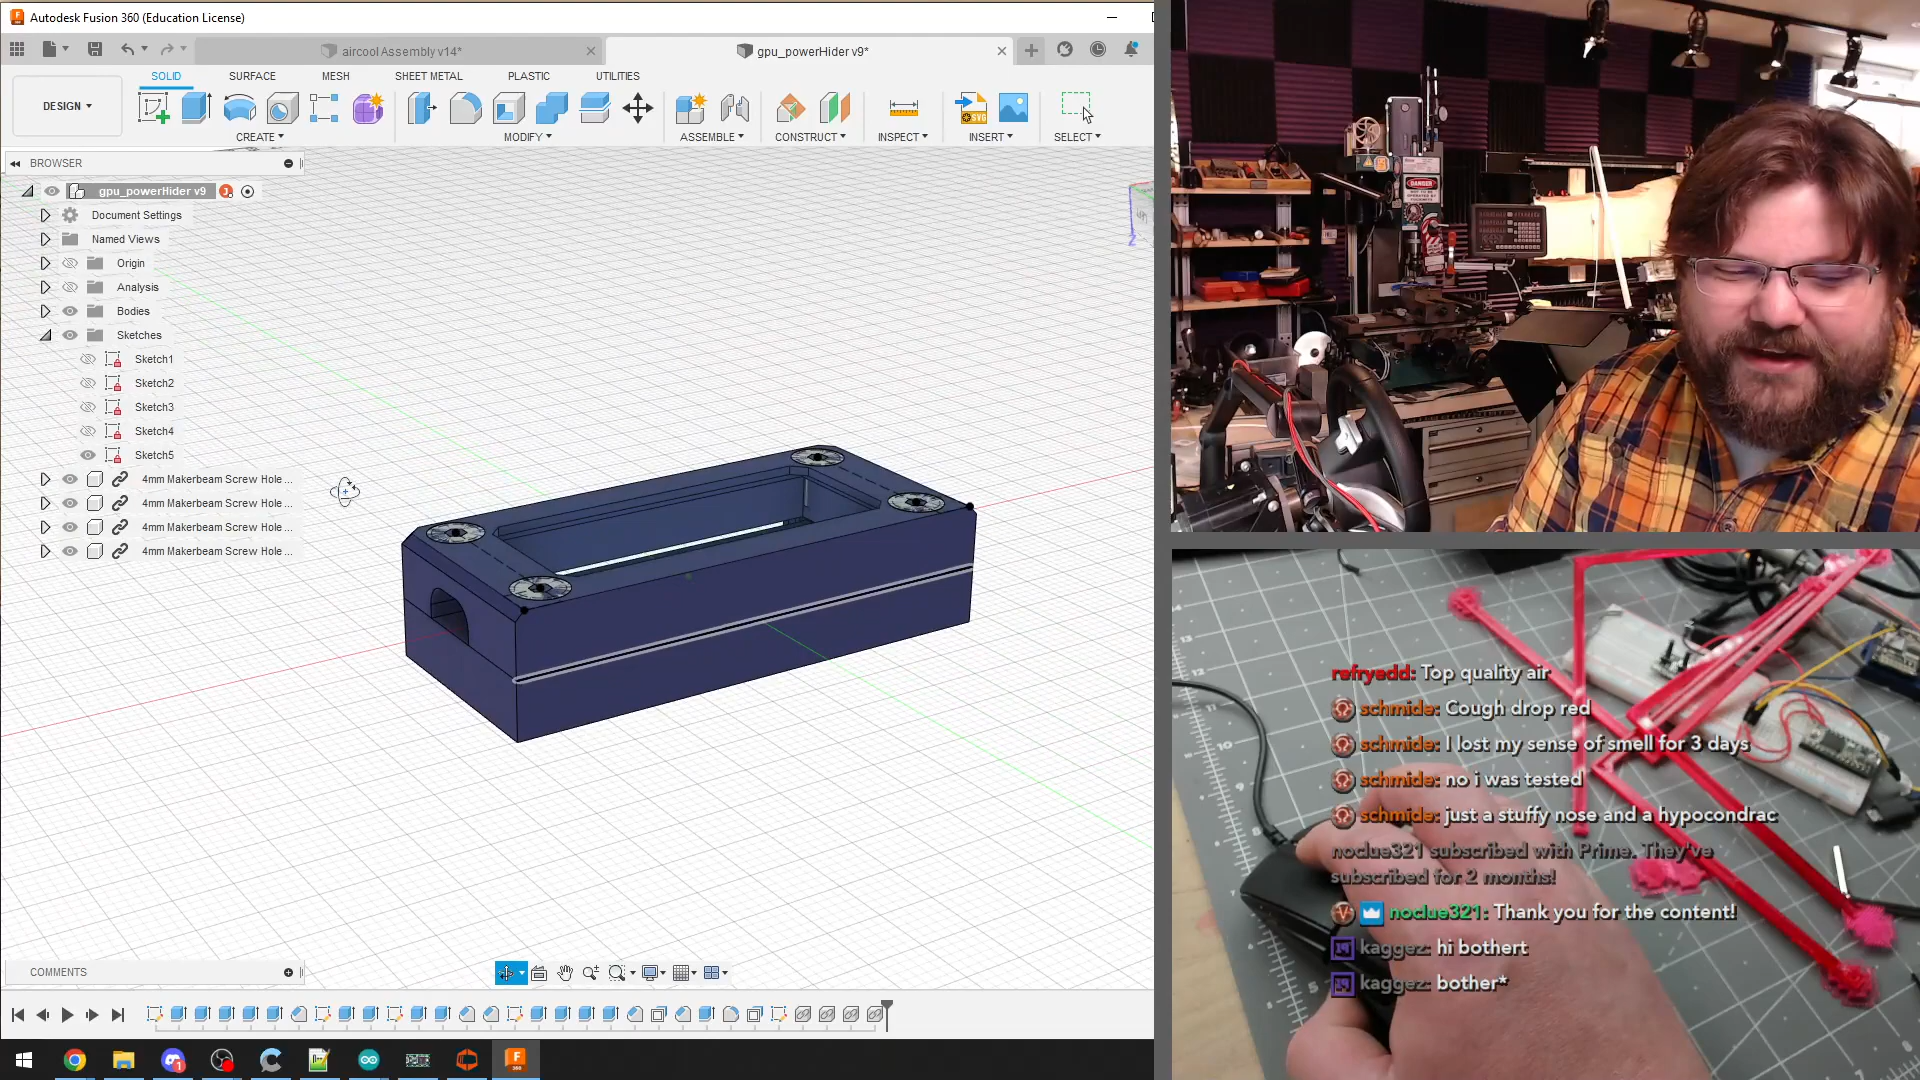 Autodesk Fusion 360 (Education License)
aircool Assembly v14*
gpu_powerHider v9*
DESIGN
SOLID
SURFACE
MESH
SHEET METAL
PLASTIC
UTILITIES
CREATE
MODIFY
ASSEMBLE
CONSTRUCT
INSPECT
INSERT
SELECT
BROWSER
gpu_powerHider v9
Document Settings
Named Views
Origin
Analysis
Bodies
Sketches
Sketch1
Sketch2
Sketch3
Sketch4
Sketch5
4mm Makerbeam Screw Hole ...
4mm Makerbeam Screw Hole ...
4mm Makerbeam Screw Hole ...
4mm Makerbeam Screw Hole ...
Z
COMMENTS
DANGER
refryedd: Top quality air
schmide: Cough drop red
schmide: I lost my sense of smell for 3 days
schmide: no i was tested
schmide: just a stuffy nose and a hypocondrac
noclue321 subscribed with Prime. They've
subscribed for 2 months!
noclue321: Thank you for the content!
kaggez: hi bothert
kaggez: bother*